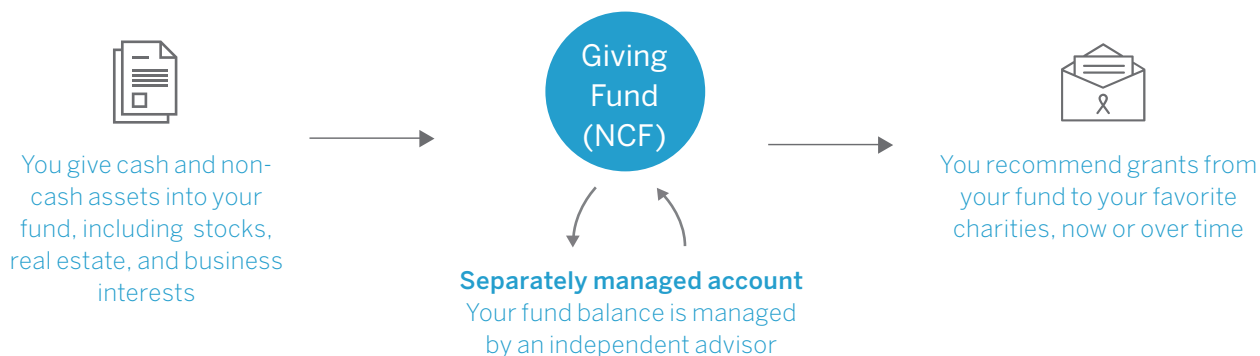 You give cash and non-
cash assets into your
fund, including stocks,
real estate, and business
interests
Giving
Fund
(NCF)
Separately managed account
Your fund balance is managed
by an independent advisor
You recommend grants from
your fund to your favorite
charities, now or over time